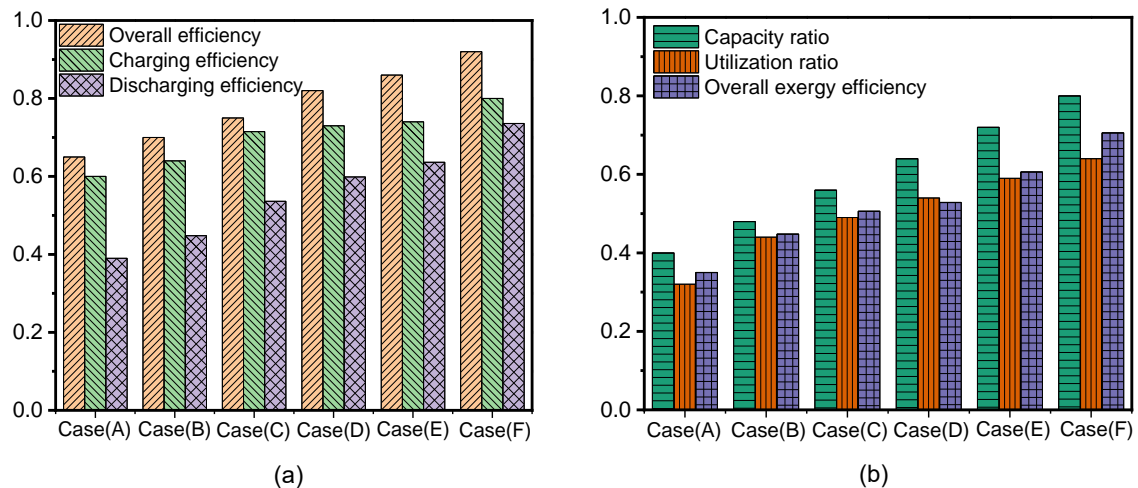 1.0
0.8
0.6
0.4
0.2
0.0
Overall efficiency
Charging efficiency
Discharging efficiency
Case(A) Case(B) Case(C) Case(D) Case(E) Case(F)
(a)
1.0
0.8
0.6
0.4
0.2
0.0
Capacity ratio
Utilization ratio
Overall exergy efficiency
Case(A) Case(B) Case(C) Case(D) Case(E) Case(F)
(b)